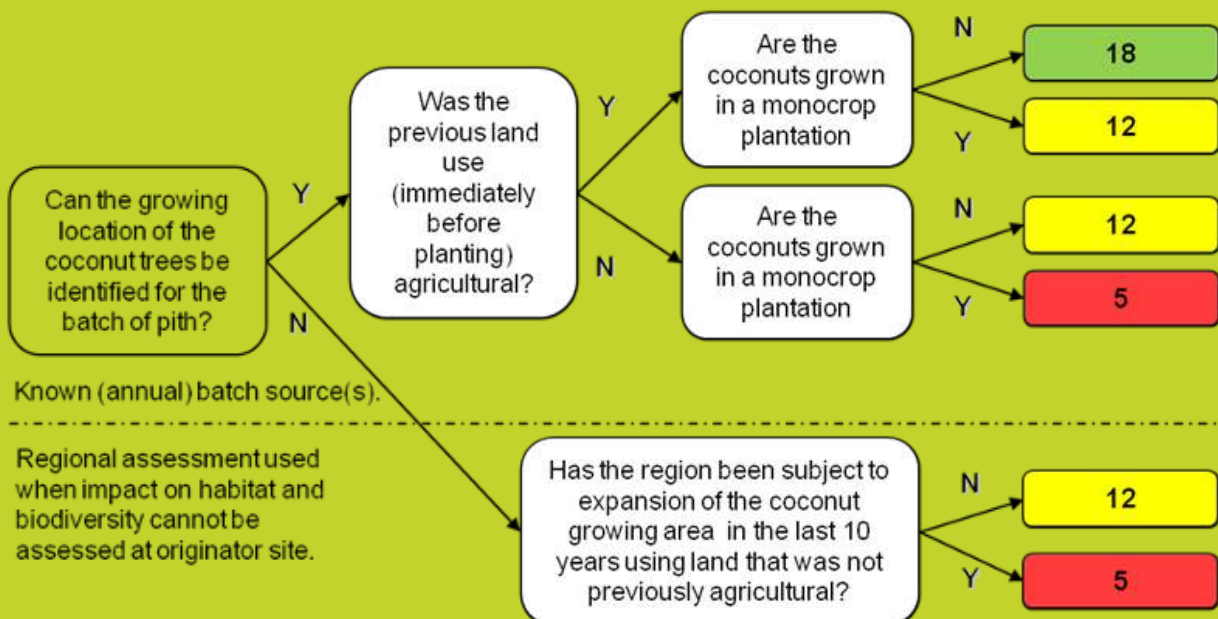 Can the growing
location of the
coconut trees be
identified for the
batch of pith?
Y
N
Was the
previous land
use
(immediately
before
planting)
agricultural?
Y
N
Are the
coconuts grown
in a monocrop
plantation
N
Y
18
12
Are the
coconuts grown
in a monocrop
plantation
N
Y
12
5
Known (annual) batch source(s).
Regional assessment used
when impact on habitat and
biodiversity cannot be
assessed at originator site.
Has the region been subject to
expansion of the coconut
growing area in the last 10
years using land that was not
previously agricultural?
N
Y
12
5